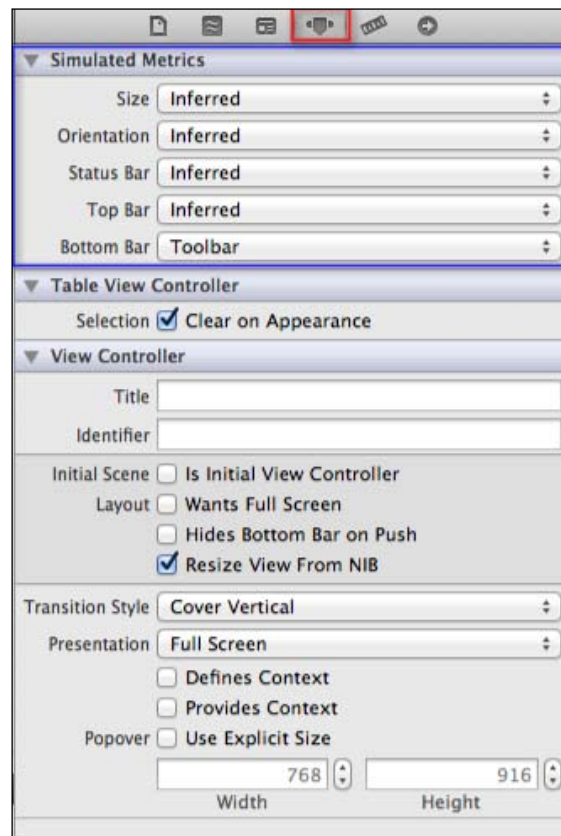 Simulated Metrics
Size Inferred
Orientation Inferred
Status Bar Inferred
Top Bar Inferred
Bottom Bar Toolbar
Table View Controller
Selection Clear on Appearance
View Controller
Title
Identifier
Initial Scene Is Initial View Controller
Layout Wants Full Screen
Hides Bottom Bar on Push
Resize View From NIB
Transition Style Cover Vertical
Presentation Full Screen
Defines Context
Provides Context
Popover Use Explicit Size
768 916
Width Height